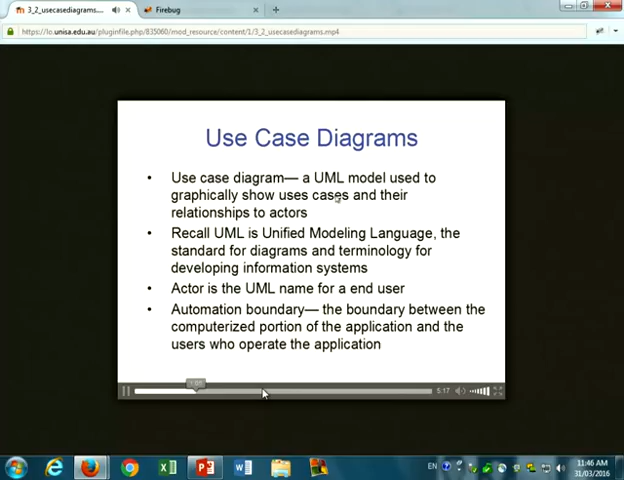 3_2_usecasediagrams....
Firebug
https://lo.unisa.edu.au/pluginfile.php/835060/mod_resource/content/1/3_2_usecasediagrams.mp4
Use Case Diagrams
• Use case diagram— a UML model used to
graphically show uses cases and their
relationships to actors
• Recall UML is Unified Modeling Language, the
standard for diagrams and terminology for
developing information systems
• Actor is the UML name for a end user
• Automation boundary— the boundary between the
computerized portion of the application and the
users who operate the application
5:17
EN
11:46 AM
31/03/2016